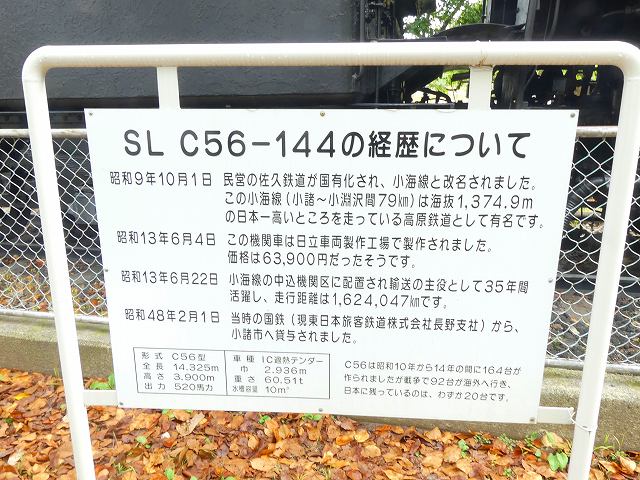 SL C56-144の経歴について
昭和9年10月1日 民営の佐久鉄道が国有化され、小海線と改名されました。
この小海線(小諸～小淵沢間79km)は海抜1,374,9m
の日本一高いところを走っている高原鉄道として有名です。
昭和13年6月4日 この機関車は日立車両製作工場で製作されました。
価格は63,900円だったそうです。
昭和13年6月22日 小海線の中込機関区に配置され輸送の主役として35年間
活躍し、走行距離は1,624,047kmです。
昭和48年2月1日 当時の国鉄(現東日本旅客鉄道株式会社長野支社)から、
小諸市へ貸与されました。
形式 C56型 車種 1C過熱テンダー
全長 14,325m 巾 2,936m
高さ 3,900m 重さ 60,51t
出力 520馬力 水槽容量 10m³
C56は昭和10年から14年の間に164台が
作られましたが戦争で92台が海外へ行き、
日本に残っているのは、わずか20台です。